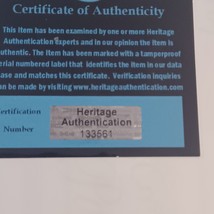 Certificate of Authenticity
This item has been examined by one or more Heritage
Authentication Experts and in our opinion the item is
uthentic. The item has been marked with a tamperproof
erial numbered label that identifies the item in our data
ase and matches this certificate. Verification inquiries
an be made by visiting www.heritageauthentication.com
ertification
Number
Heritage
Authentication
133561